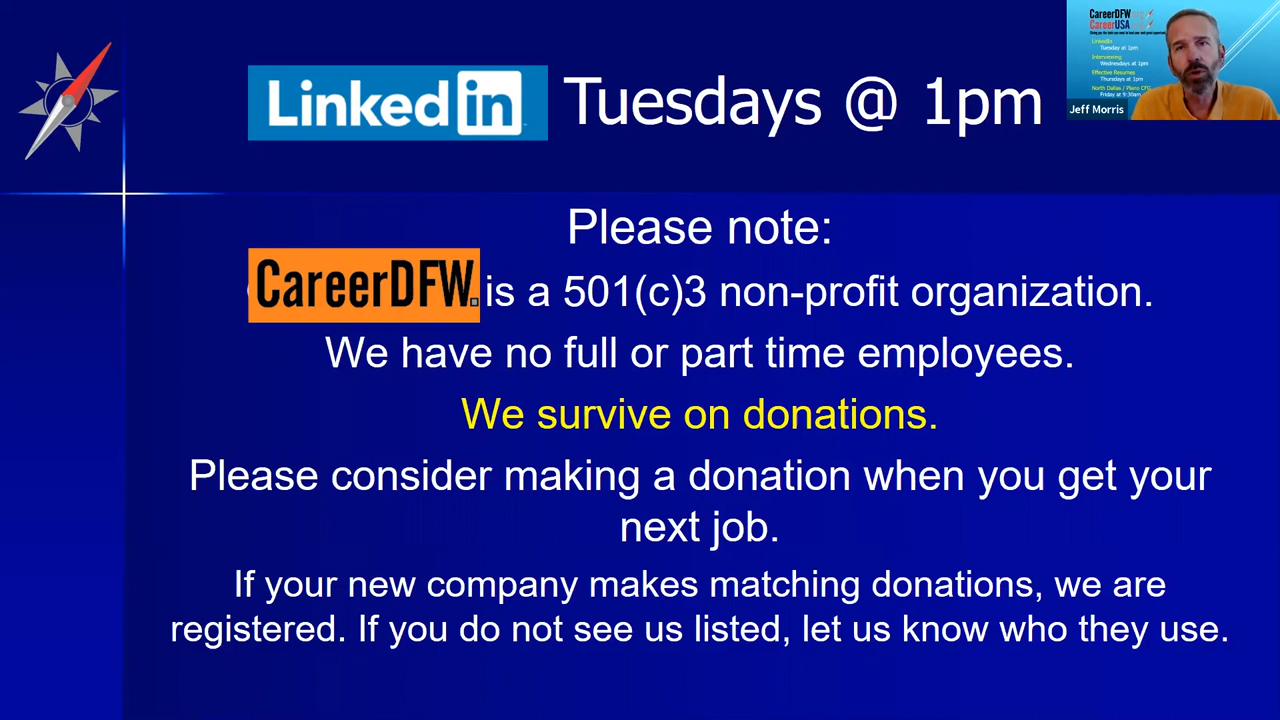 LinkedIn Tuesdays @ 1pm
CareerDFW
CareerUSA
LinkedIn
Tuesday at 1pm
Interviewing
Wednesdays at 1pm
Effective Resumes
Thursdays at 1pm
North Dallas / Plano
Friday at 9:30am
Jeff Morris
Please note:
CareerDFW. is a 501(c)3 non-profit organization.
We have no full or part time employees.
We survive on donations.
Please consider making a donation when you get your
next job.
If your new company makes matching donations, we are
registered. If you do not see us listed, let us know who they use.